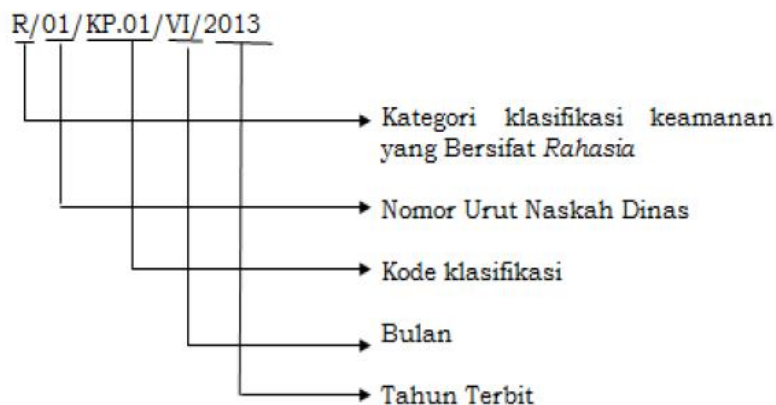 R/01/KP.01/VI/2013
Kategori klasifikasi keamanan
yang Bersifat Rahasia
Nomor Urut Naskah Dinas
Kode klasifikasi
Bulan
Tahun Terbit